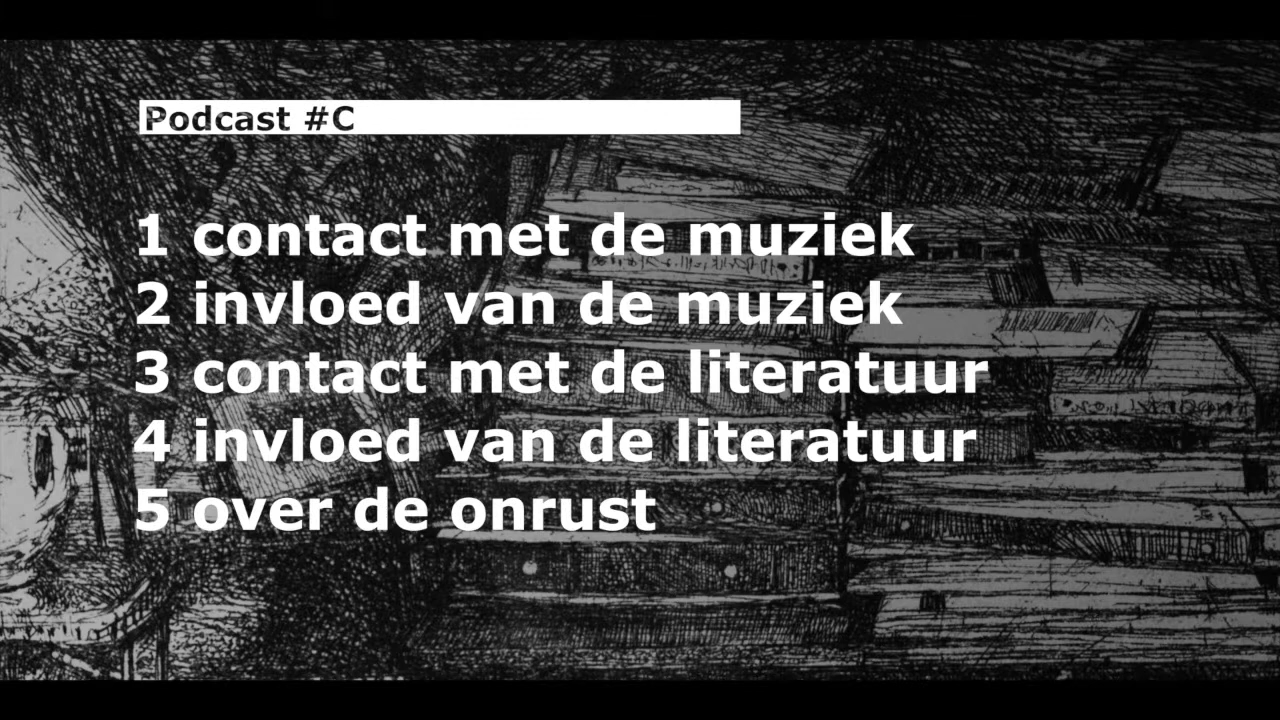 Podcast #C
1 contact met de muziek
2 invloed van de muziek
3 contact met de literatuur
4 invloed van de literatuur
5 over de onrust